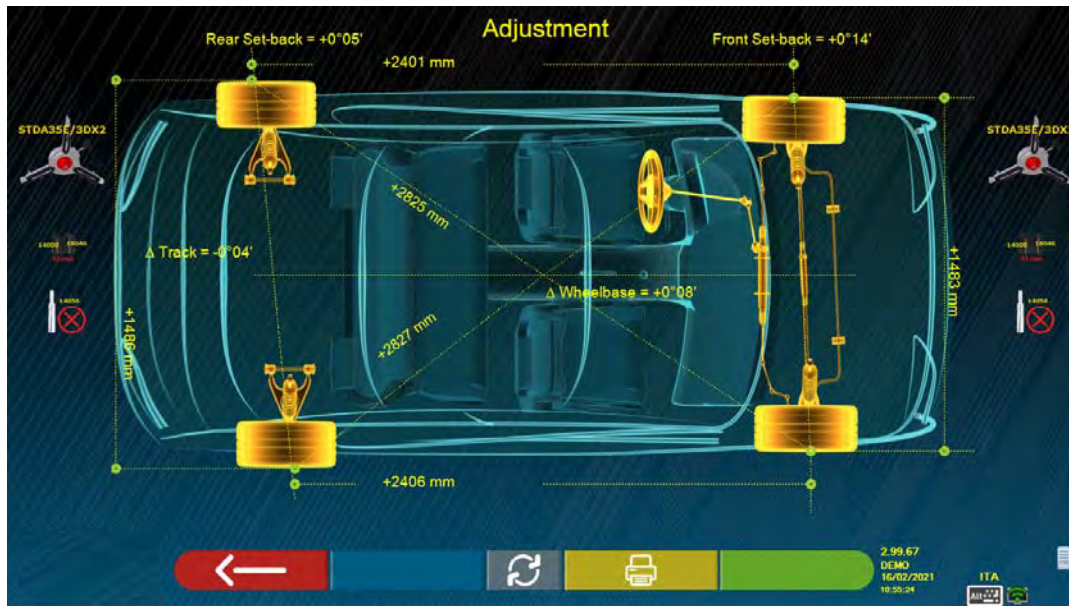 Adjustment
Rear Set-back = +0°05'
Front Set-back = +0°14'
+2401 mm
STDA35E/3DX2
STDA35E/3DX2
+2825 mm
Δ Track = -0°04'
Δ Wheelbase = +0°08'
+1486 mm
+1483 mm
+2827 mm
+2406 mm
2.99.67
DEMO
16/02/2021
10:55:24
ITA
Alt